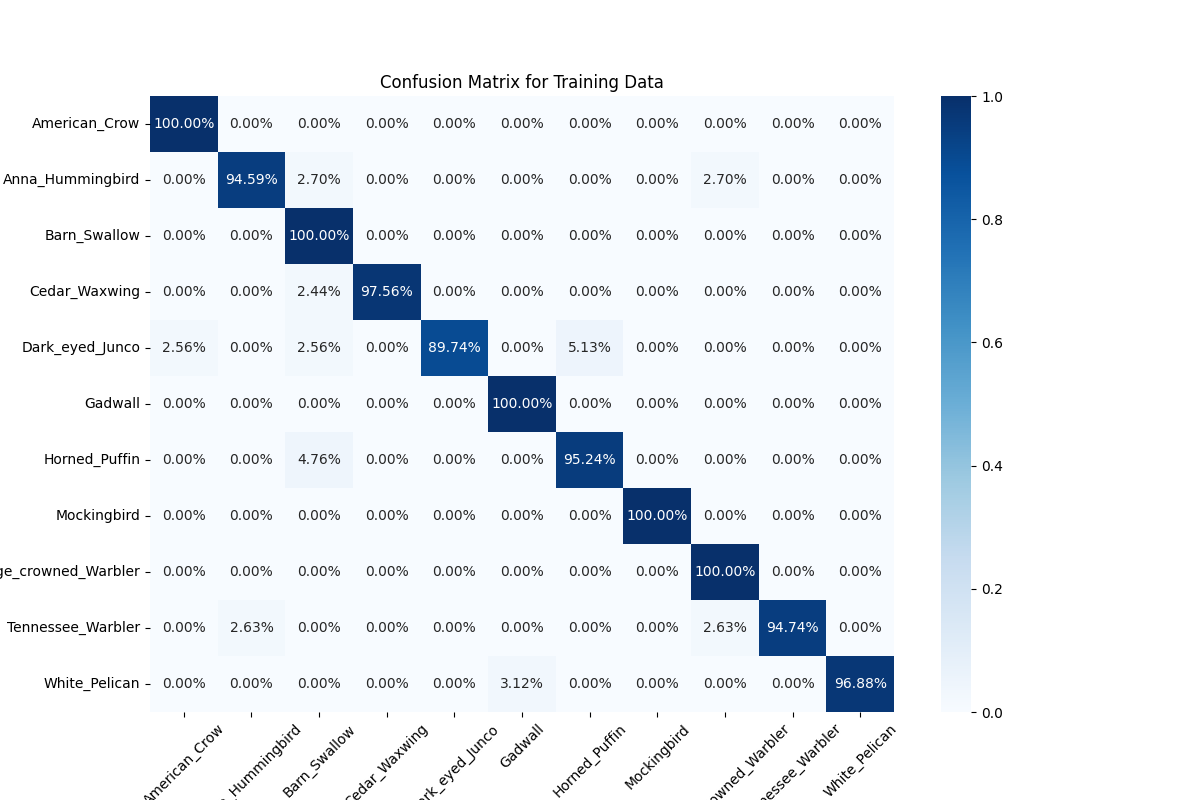 Confusion Matrix for Training Data
American_Crow 100.00% 0.00% 0.00% 0.00% 0.00% 0.00% 0.00% 0.00% 0.00% 0.00% 0.00%
Anna_Hummingbird 0.00% 94.59% 2.70% 0.00% 0.00% 0.00% 0.00% 0.00% 2.70% 0.00% 0.00%
Barn_Swallow 0.00% 0.00% 100.00% 0.00% 0.00% 0.00% 0.00% 0.00% 0.00% 0.00% 0.00%
Cedar_Waxwing 0.00% 0.00% 2.44% 97.56% 0.00% 0.00% 0.00% 0.00% 0.00% 0.00% 0.00%
Dark_eyed_Junco 2.56% 0.00% 2.56% 0.00% 89.74% 0.00% 5.13% 0.00% 0.00% 0.00% 0.00%
Gadwall 0.00% 0.00% 0.00% 0.00% 0.00% 100.00% 0.00% 0.00% 0.00% 0.00% 0.00%
Horned_Puffin 0.00% 0.00% 4.76% 0.00% 0.00% 0.00% 95.24% 0.00% 0.00% 0.00% 0.00%
Mockingbird 0.00% 0.00% 0.00% 0.00% 0.00% 0.00% 0.00% 100.00% 0.00% 0.00% 0.00%
ge_crowned_Warbler 0.00% 0.00% 0.00% 0.00% 0.00% 0.00% 0.00% 0.00% 100.00% 0.00% 0.00%
Tennessee_Warbler 0.00% 2.63% 0.00% 0.00% 0.00% 0.00% 0.00% 0.00% 2.63% 94.74% 0.00%
White_Pelican 0.00% 0.00% 0.00% 0.00% 0.00% 3.12% 0.00% 0.00% 0.00% 0.00% 96.88%
American_Crow
_Hummingbird
Barn_Swallow
Cedar_Waxwing
rk_eyed_Junco
Gadwall
Horned_Puffin
Mockingbird
owned_Warbler
nessee_Warbler
White_Pelican
1.0
0.8
0.6
0.4
0.2
0.0